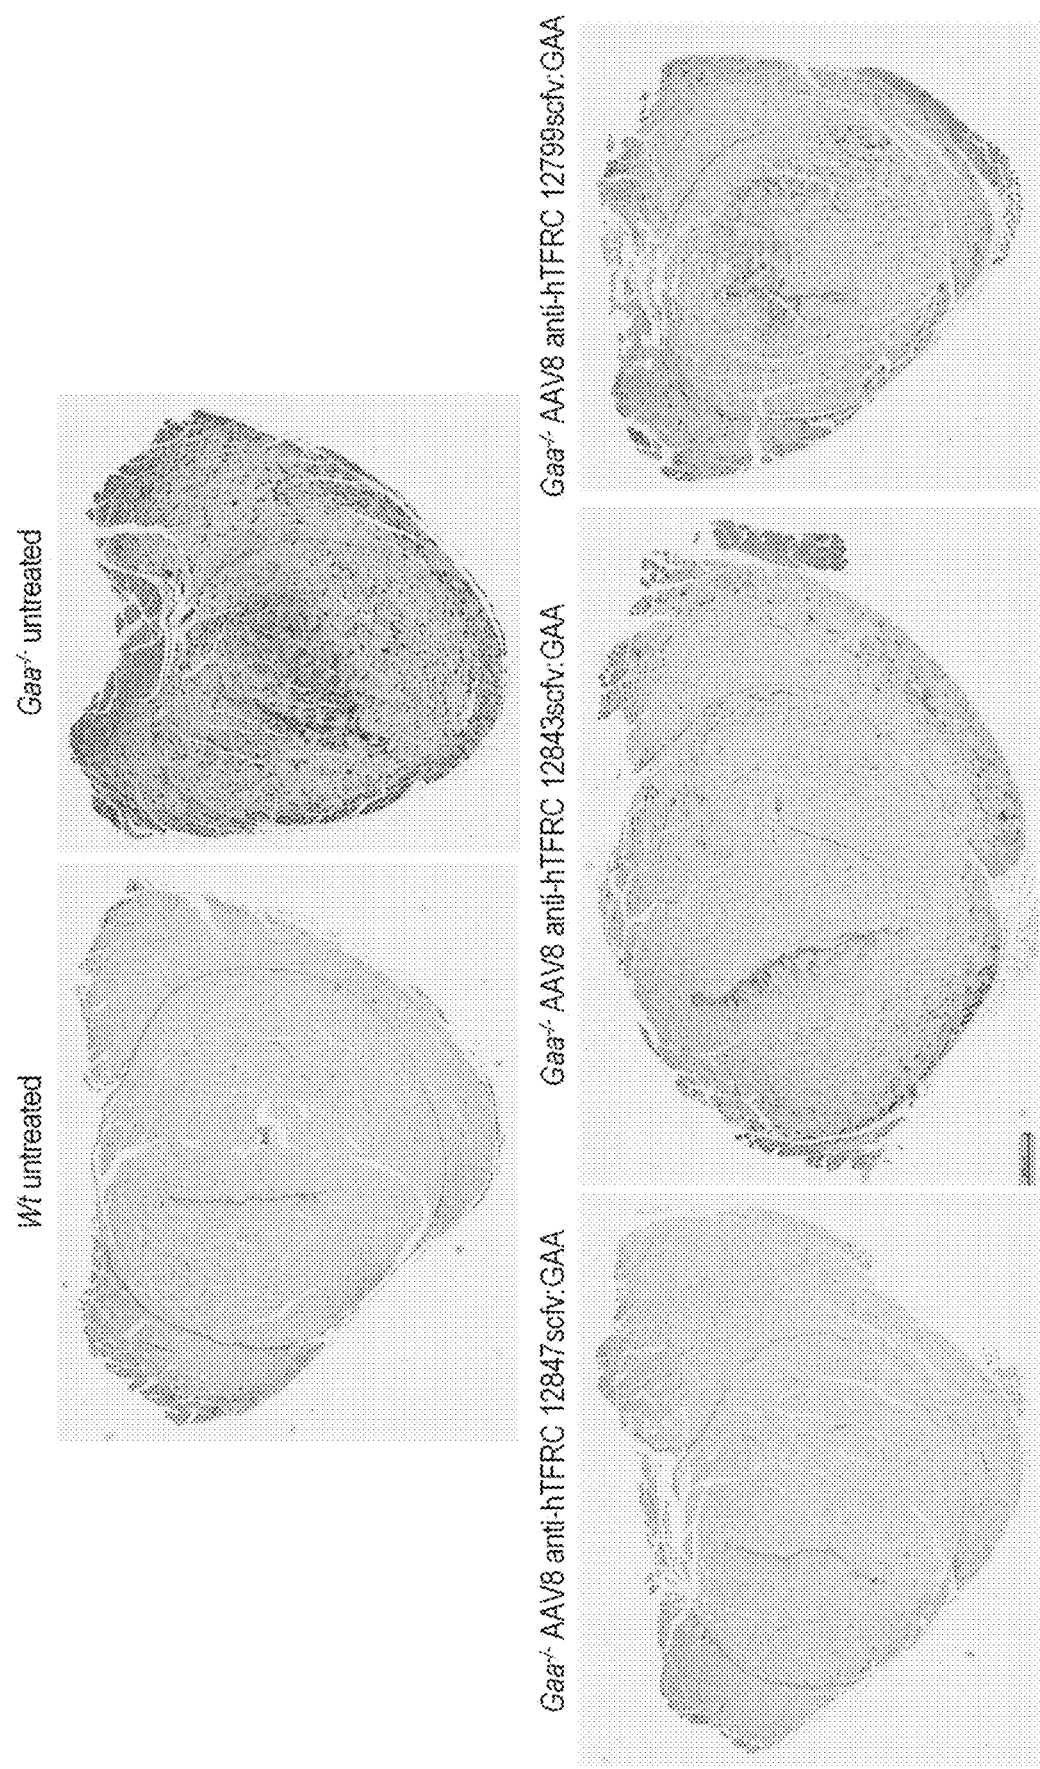 Wt untreated
Gaa-/- untreated
Gaa-/- AAV8 anti-hTFRC 12847scfv:GAA
Gaa-/- AAV8 anti-hTFRC 12843scfv:GAA
Gaa-/- AAV8 anti-hTFRC 12799scfv:GAA